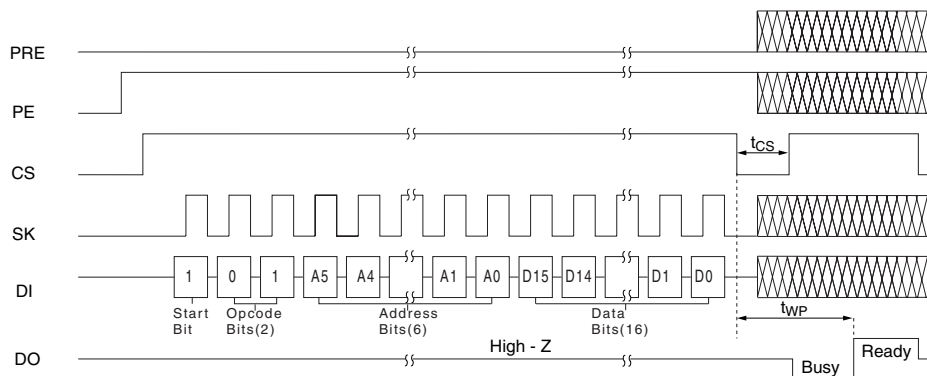 PRE
PE
CS
tCS
SK
DI
1 0 1 A5 A4 A1 A0 D15 D14 D1 D0
Start Bit
Opcode Bits(2)
Address Bits(6)
Data Bits(16)
tWP
DO
High - Z
Busy
Ready